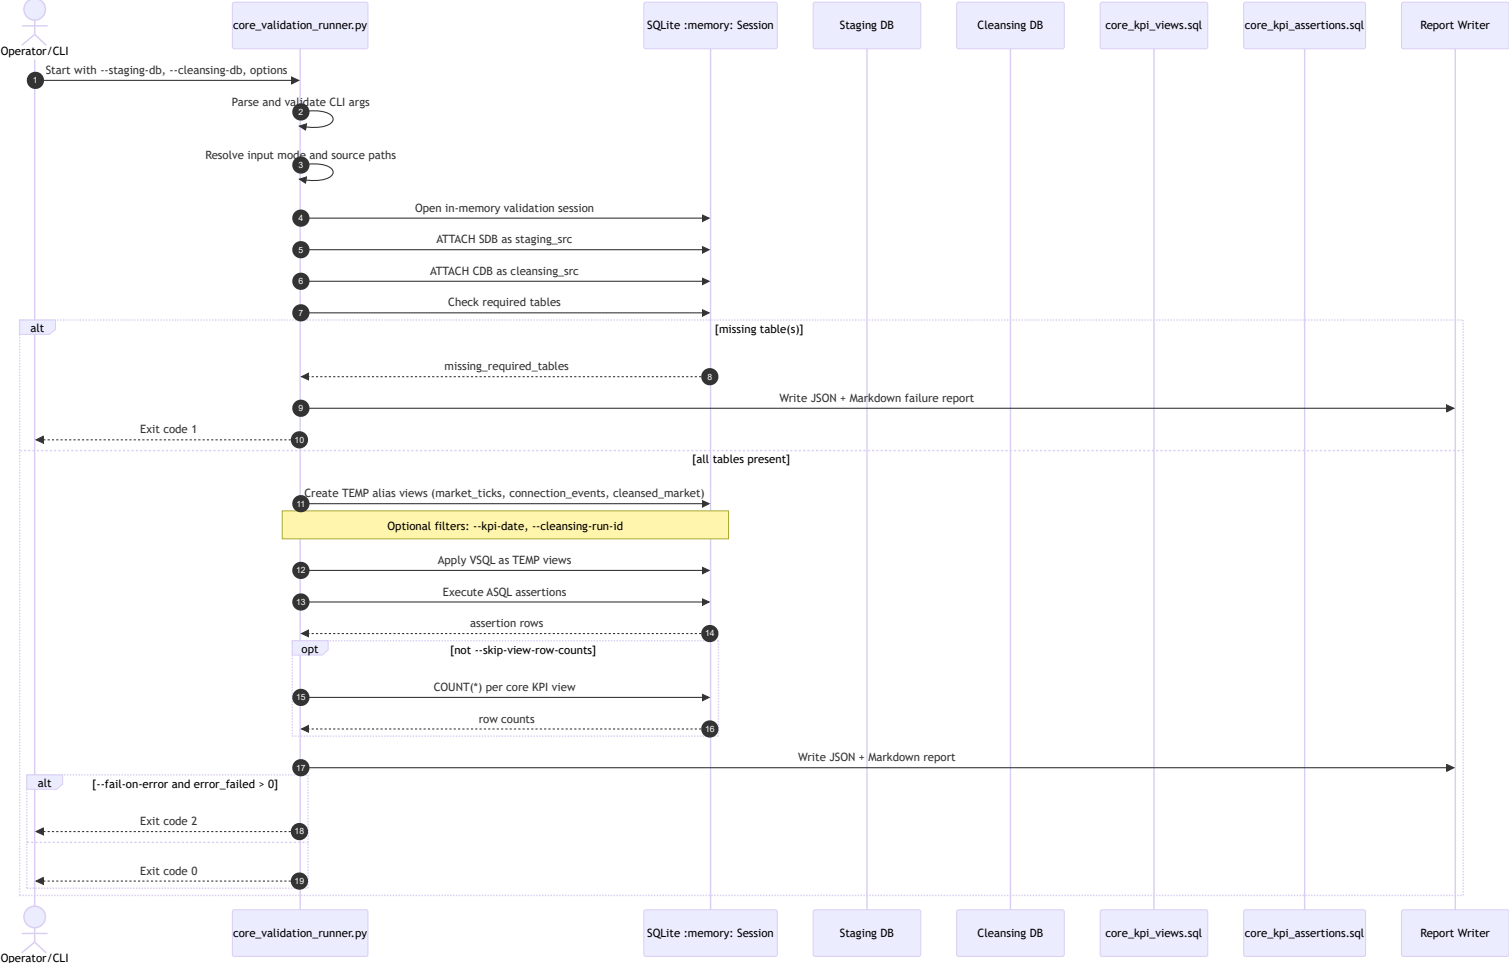 Operator/CLI
core_validation_runner.py
SQLite :memory: Session
Staging DB
Cleansing DB
core_kpi_views.sql
core_kpi_assertions.sql
Report Writer
1
Start with --staging-db, --cleansing-db, options
Parse and validate CLI args
2
Resolve input mode and source paths
3
Open in-memory validation session
4
ATTACH SDB as staging_src
5
ATTACH CDB as cleansing_src
6
Check required tables
7
alt
[missing table(s)]
missing_required_tables
8
Write JSON + Markdown failure report
9
Exit code 1
10
[all tables present]
Create TEMP alias views (market_ticks, connection_events, cleansed_market)
11
Optional filters: --kpi-date, --cleansing-run-id
Apply VSQL as TEMP views
12
Execute ASQL assertions
13
assertion rows
14
opt
[not --skip-view-row-counts]
COUNT(*) per core KPI view
15
row counts
16
Write JSON + Markdown report
17
alt
[--fail-on-error and error_failed > 0]
Exit code 2
18
Exit code 0
19
Operator/CLI
core_validation_runner.py
SQLite :memory: Session
Staging DB
Cleansing DB
core_kpi_views.sql
core_kpi_assertions.sql
Report Writer